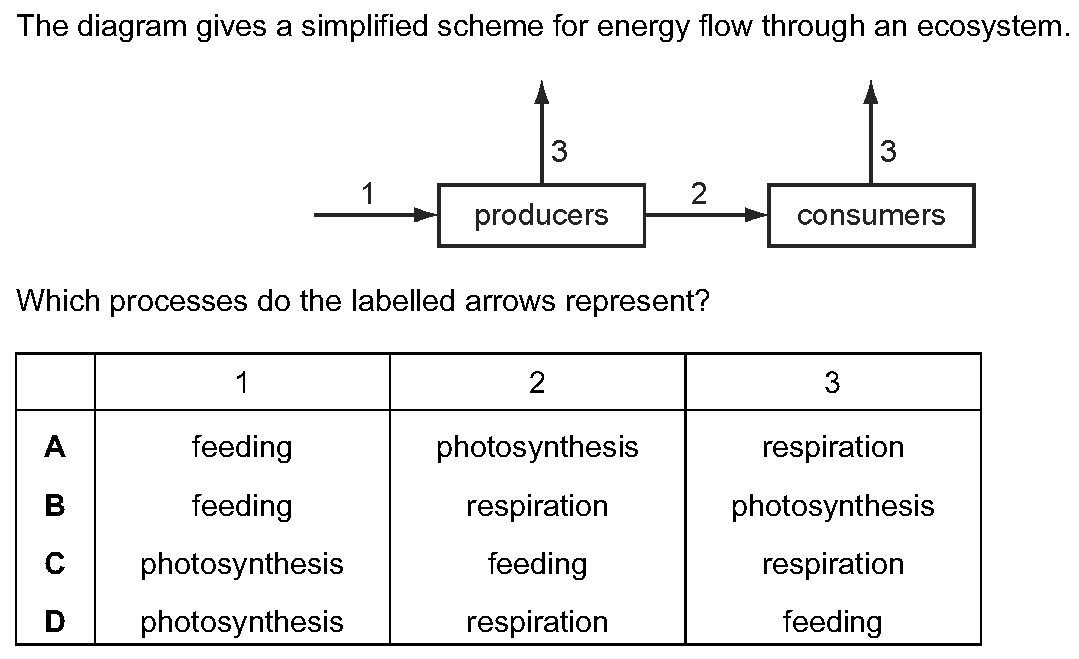 The diagram gives a simplified scheme for energy flow through an ecosystem.
3 3
1 2
producers consumers
Which processes do the labelled arrows represent?
1 2 3
A feeding photosynthesis respiration
B feeding respiration photosynthesis
C photosynthesis feeding respiration
D photosynthesis respiration feeding